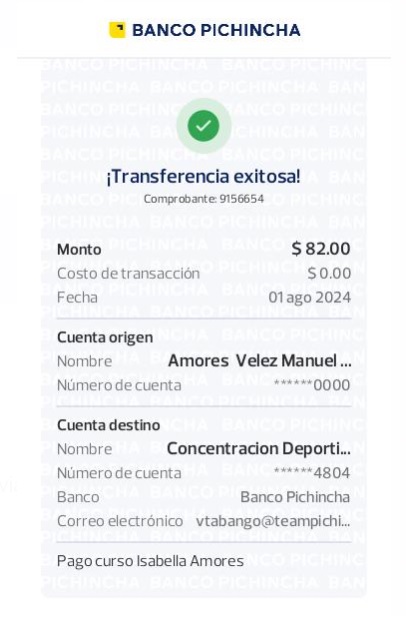 BANCO PICHINCHA
¡Transferencia exitosa!
Comprobante: 9156654
Monto $ 82.00
Costo de transacción $ 0.00
Fecha 01 ago 2024
Cuenta origen
Nombre Amores Velez Manuel ...
Número de cuenta ******0000
Cuenta destino
Nombre Concentracion Deporti...
Número de cuenta ******4804
Banco Banco Pichincha
Correo electrónico vtabango@teampichi...
Pago curso Isabella Amores